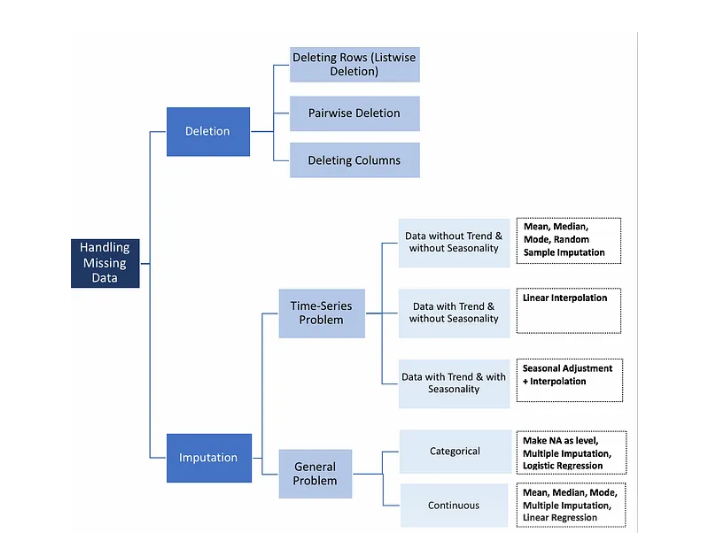 Deleting Rows (Listwise
Deletion)
Deletion
Pairwise Deletion
Deleting Columns
Handling
Missing
Data
Data without Trend &
without Seasonality
Mean, Median,
Mode, Random
Sample Imputation
Time-Series
Problem
Data with Trend &
without Seasonality
Linear Interpolation
Data with Trend & with
Seasonality
Seasonal Adjustment
+ Interpolation
Imputation
General
Problem
Categorical
Make NA as level,
Multiple Imputation,
Logistic Regression
Continuous
Mean, Median, Mode,
Multiple Imputation,
Linear Regression